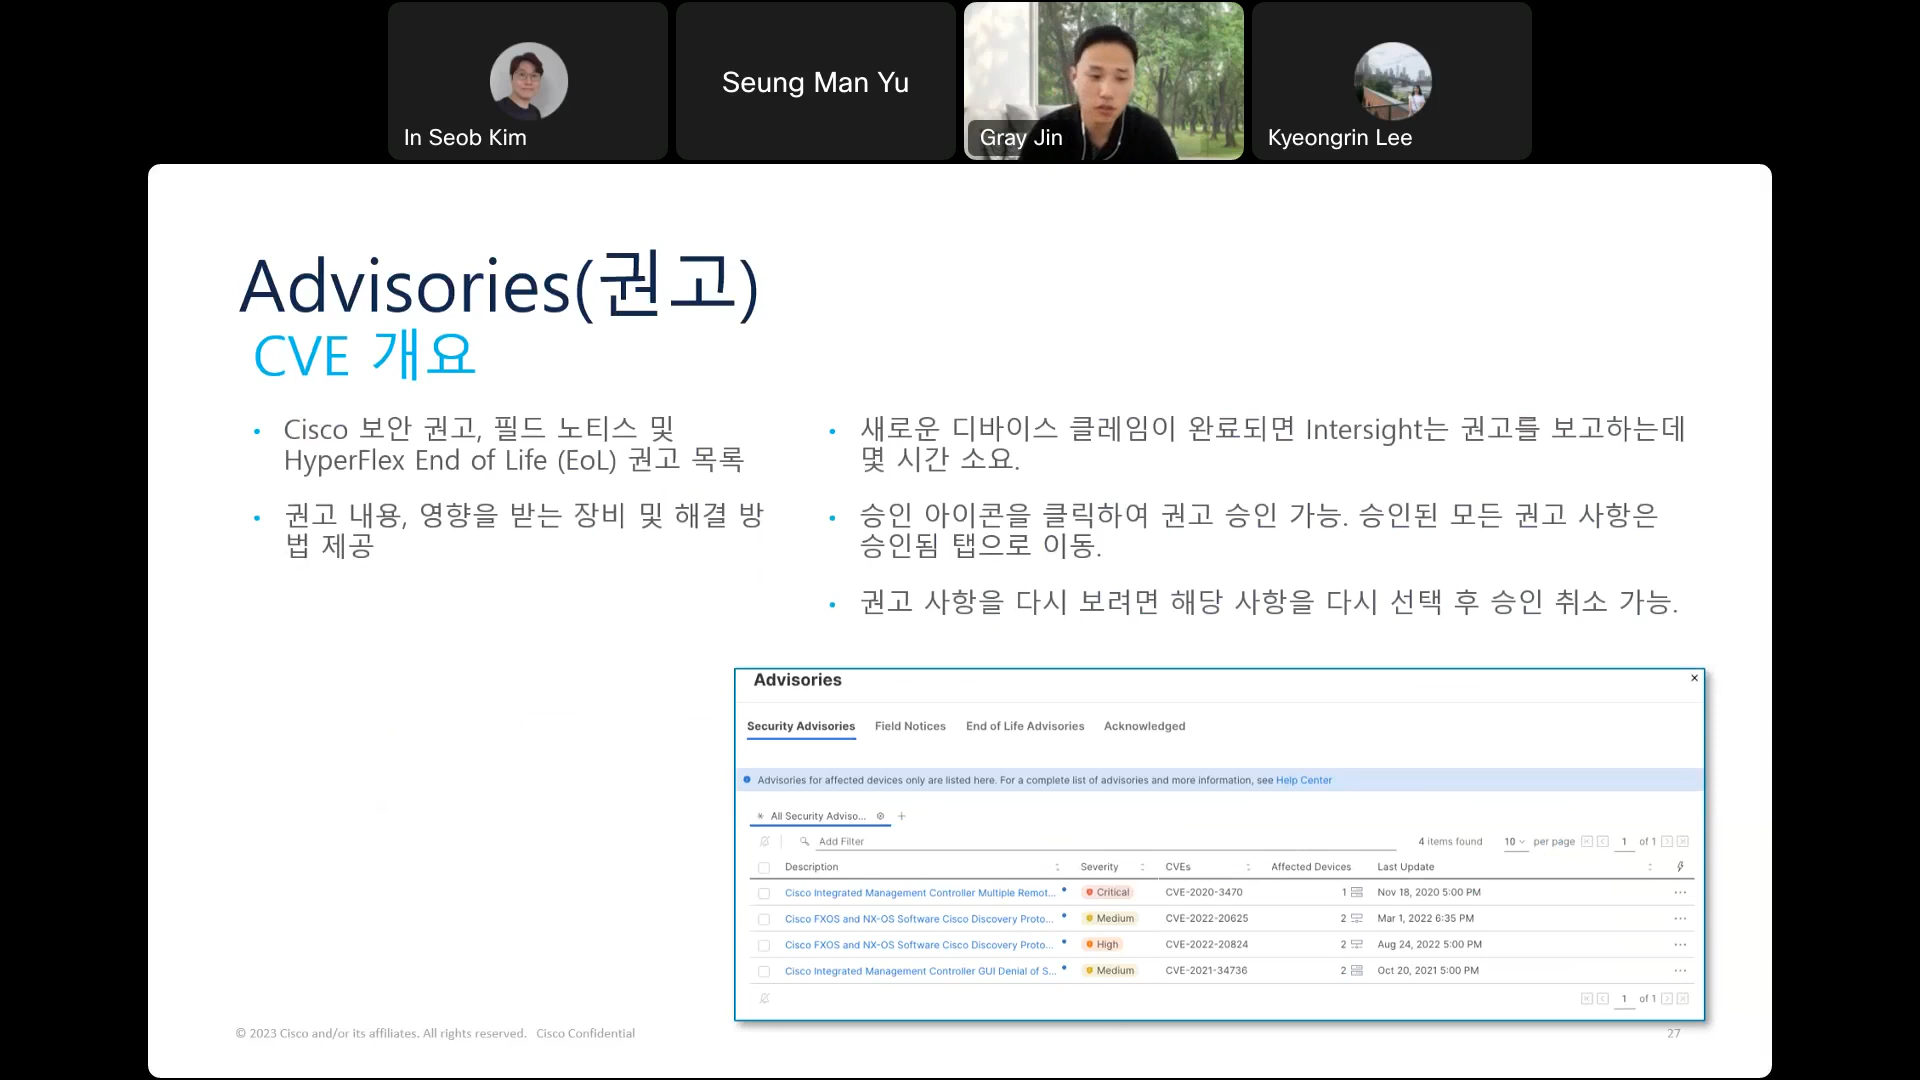 In Seob Kim
Seung Man Yu
Gray Jin
Kyeongrin Lee
Advisories(권고)
CVE 개요
• Cisco 보안 권고, 필드 노티스 및
HyperFlex End of Life (EoL) 권고 목록
• 권고 내용, 영향을 받는 장비 및 해결 방
법 제공
• 새로운 디바이스 클레임이 완료되면 Intersight는 권고를 보고하는데
몇 시간 소요.
• 승인 아이콘을 클릭하여 권고 승인 가능. 승인된 모든 권고 사항은
승인됨 탭으로 이동.
• 권고 사항을 다시 보려면 해당 사항을 다시 선택 후 승인 취소 가능.
Advisories
Security Advisories Field Notices End of Life Advisories Acknowledged
Advisories for affected devices only are listed here. For a complete list of advisories and more information, see Help Center
All Security Adviso... +
Add Filter 4 items found 10 per page 1 of 1
Description Severity CVEs Affected Devices Last Update
Cisco Integrated Management Controller Multiple Remot... Critical CVE-2020-3470 1 Nov 18, 2020 5:00 PM ...
Cisco FXOS and NX-OS Software Cisco Discovery Proto... Medium CVE-2022-20625 2 Mar 1, 2022 6:35 PM ...
Cisco FXOS and NX-OS Software Cisco Discovery Proto... High CVE-2022-20824 2 Aug 24, 2022 5:00 PM ...
Cisco Integrated Management Controller GUI Denial of S... Medium CVE-2021-34736 2 Oct 20, 2021 5:00 PM ...
1 of 1
© 2023 Cisco and/or its affiliates. All rights reserved. Cisco Confidential
27